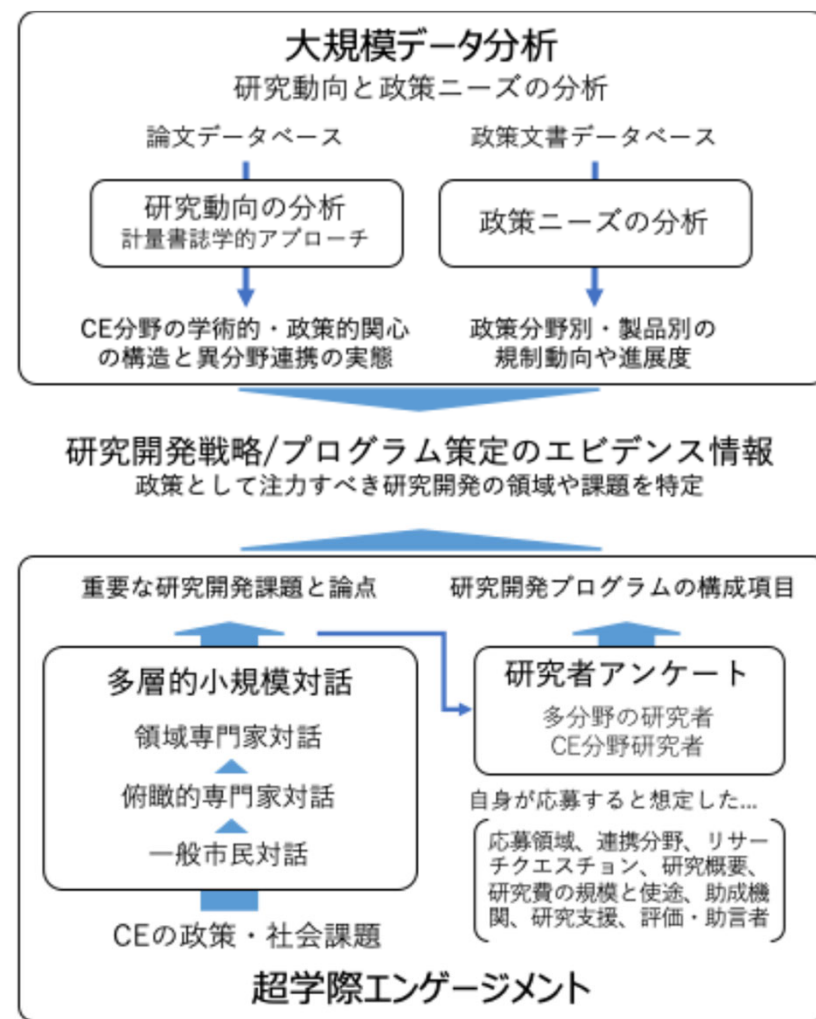 大規模データ分析
研究動向と政策ニーズの分析
論文データベース
研究動向の分析
計量書誌学的アプローチ
CE分野の学術的・政策的関心
の構造と異分野連携の実態
政策文書データベース
政策ニーズの分析
政策分野別・製品別の
規制動向や進展度
研究開発戦略/プログラム策定のエビデンス情報
政策として注力すべき研究開発の領域や課題を特定
重要な研究開発課題と論点
多層的小規模対話
領域専門家対話
俯瞰的専門家対話
一般市民対話
CEの政策・社会課題
研究開発プログラムの構成項目
研究者アンケート
多分野の研究者
CE分野研究者
自身が応募すると想定した...
応募領域、連携分野、リサー
チクエスチョン、研究概要、
研究費の規模と使途、助成機
関、研究支援、評価・助言者
超学際エンゲージメント